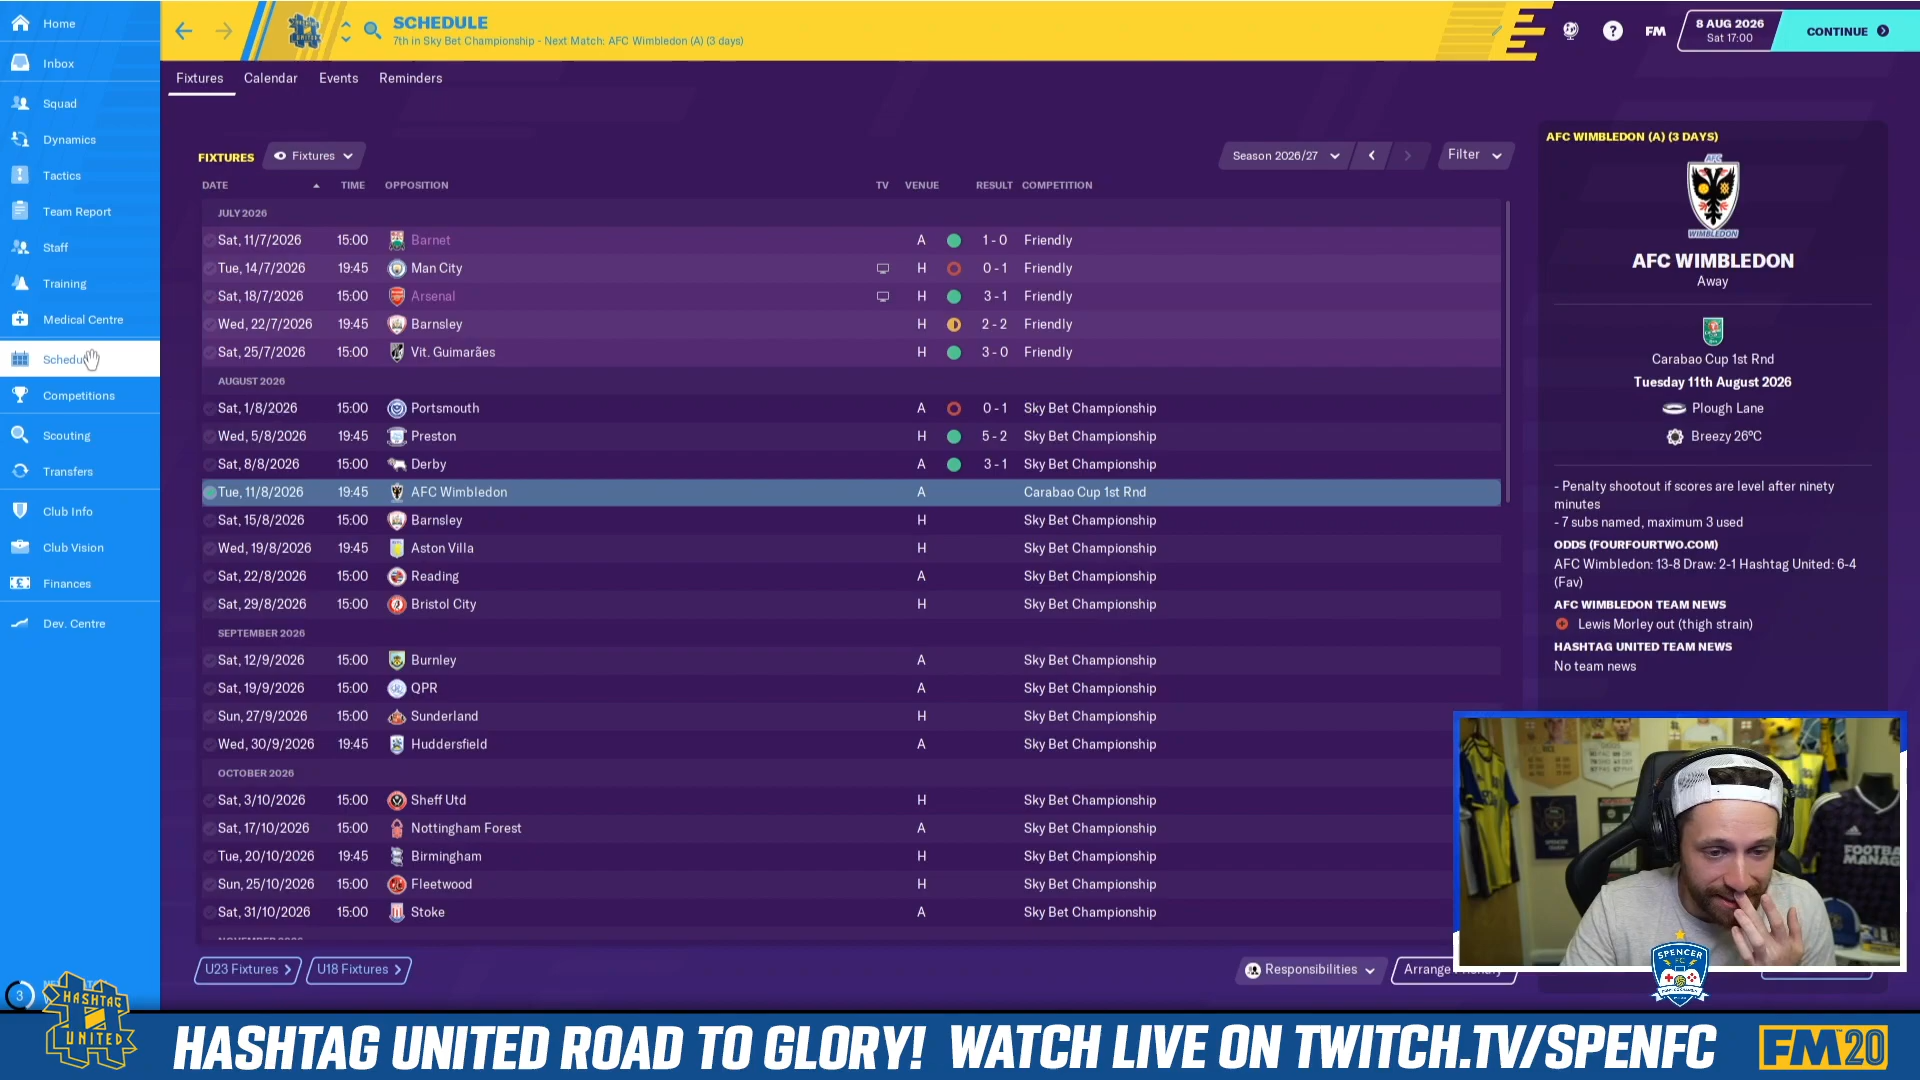 Home
Inbox
Squad
Dynamics
Tactics
Team Report
Staff
Training
Medical Centre
Schedu
Competitions
Scouting
Transfers
Club Info
Club Vision
Finances
Dev. Centre
3
SCHEDULE
7th in Sky Bet Championship - Next Match: AFC Wimbledon (A) (3 days)
? FM
8 AUG 2026
Sat 17:00
CONTINUE
Fixtures Calendar Events Reminders
FIXTURES Fixtures Season 2026/27 Filter
DATE TIME OPPOSITION TV VENUE RESULT COMPETITION
JULY 2026
Sat, 11/7/2026 15:00 Barnet A 1 - 0 Friendly
Tue, 14/7/2026 19:45 Man City H 0 - 1 Friendly
Sat, 18/7/2026 15:00 Arsenal H 3 - 1 Friendly
Wed, 22/7/2026 19:45 Barnsley H 2 - 2 Friendly
Sat, 25/7/2026 15:00 Vit. Guimarães H 3 - 0 Friendly
AUGUST 2026
Sat, 1/8/2026 15:00 Portsmouth A 0 - 1 Sky Bet Championship
Wed, 5/8/2026 19:45 Preston H 5 - 2 Sky Bet Championship
Sat, 8/8/2026 15:00 Derby A 3 - 1 Sky Bet Championship
Tue, 11/8/2026 19:45 AFC Wimbledon A Carabao Cup 1st Rnd
Sat, 15/8/2026 15:00 Barnsley H Sky Bet Championship
Wed, 19/8/2026 19:45 Aston Villa H Sky Bet Championship
Sat, 22/8/2026 15:00 Reading A Sky Bet Championship
Sat, 29/8/2026 15:00 Bristol City H Sky Bet Championship
SEPTEMBER 2026
Sat, 12/9/2026 15:00 Burnley A Sky Bet Championship
Sat, 19/9/2026 15:00 QPR A Sky Bet Championship
Sun, 27/9/2026 15:00 Sunderland H Sky Bet Championship
Wed, 30/9/2026 19:45 Huddersfield A Sky Bet Championship
OCTOBER 2026
Sat, 3/10/2026 15:00 Sheff Utd H Sky Bet Championship
Sat, 17/10/2026 15:00 Nottingham Forest A Sky Bet Championship
Tue, 20/10/2026 19:45 Birmingham H Sky Bet Championship
Sun, 25/10/2026 15:00 Fleetwood H Sky Bet Championship
Sat, 31/10/2026 15:00 Stoke A Sky Bet Championship
U23 Fixtures U18 Fixtures Responsibilities Arrange
AFC WIMBLEDON (A) (3 DAYS)
AFC
WIMBLEDON
AFC WIMBLEDON
Away
Carabao Cup 1st Rnd
Tuesday 11th August 2026
Plough Lane
Breezy 26°C
- Penalty shootout if scores are level after ninety
minutes
- 7 subs named, maximum 3 used
ODDS (FOURFOURTWO.COM)
AFC Wimbledon: 13-8 Draw: 2-1 Hashtag United: 6-4
(Fav)
AFC WIMBLEDON TEAM NEWS
Lewis Morley out (thigh strain)
HASHTAG UNITED TEAM NEWS
No team news
SPENCER
FC
HASHTAG
UNITED
HASHTAG UNITED ROAD TO GLORY! WATCH LIVE ON TWITCH.TV/SPENFC FM20